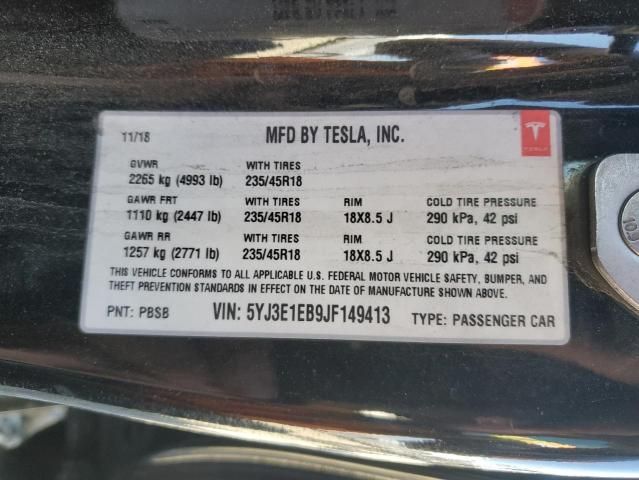 11/18 MFD BY TESLA, INC.
TESLA
GVWR WITH TIRES
2265 kg (4993 lb) 235/45R18
GAWR FRT WITH TIRES RIM COLD TIRE PRESSURE
1110 kg (2447 lb) 235/45R18 18X8.5 J 290 kPa, 42 psi
GAWR RR WITH TIRES RIM COLD TIRE PRESSURE
1257 kg (2771 lb) 235/45R18 18X8.5 J 290 kPa, 42 psi
THIS VEHICLE CONFORMS TO ALL APPLICABLE U.S. FEDERAL MOTOR VEHICLE SAFETY, BUMPER, AND
THEFT PREVENTION STANDARDS IN EFFECT ON THE DATE OF MANUFACTURE SHOWN ABOVE.
PNT: PBSB VIN: 5YJ3E1EB9JF149413 TYPE: PASSENGER CAR